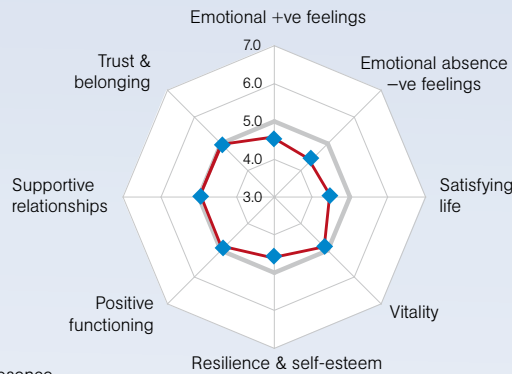 Emotional +ve feelings
7.0
Trust &
belonging
6.0
Emotional absence
–ve feelings
5.0
4.0
Supportive
relationships
3.0
Satisfying
life
Positive
functioning
Vitality
Resilience & self-esteem